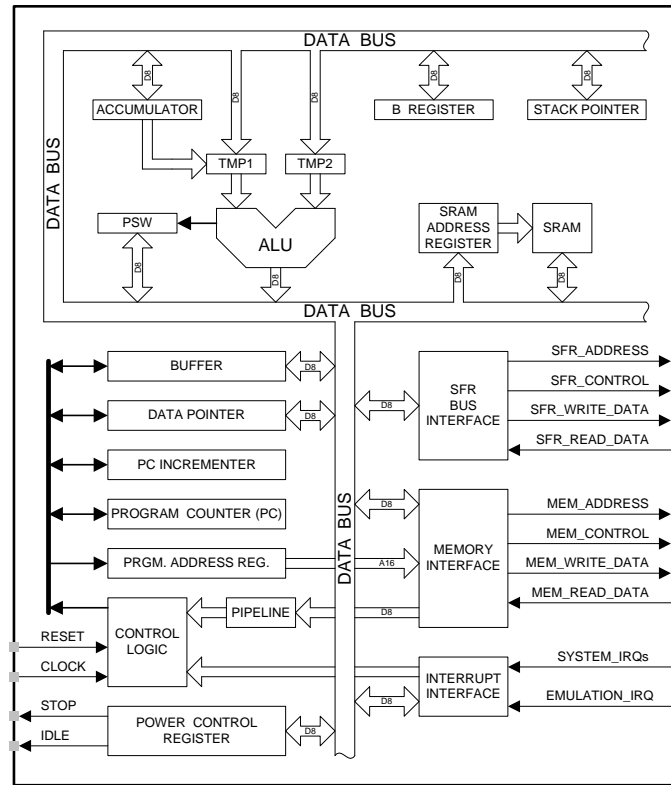 DATA BUS
D8
D8
D8
D8
D8
ACCUMULATOR
B REGISTER
STACK POINTER
DATA BUS
TMP1
TMP2
PSW
ALU
SRAM
ADDRESS
REGISTER
SRAM
D8
D8
D8
D8
DATA BUS
BUFFER
D8
DATA POINTER
D8
PC INCREMENTER
PROGRAM COUNTER (PC)
PRGM. ADDRESS REG.
A16
DATA BUS
D8
SFR
BUS
INTERFACE
SFR_ADDRESS
SFR_CONTROL
SFR_WRITE_DATA
SFR_READ_DATA
D8
MEMORY
INTERFACE
MEM_ADDRESS
MEM_CONTROL
MEM_WRITE_DATA
MEM_READ_DATA
PIPELINE
D8
RESET
CLOCK
CONTROL
LOGIC
INTERRUPT
INTERFACE
SYSTEM_IRQs
EMULATION_IRQ
D8
STOP
IDLE
POWER CONTROL
REGISTER
D8